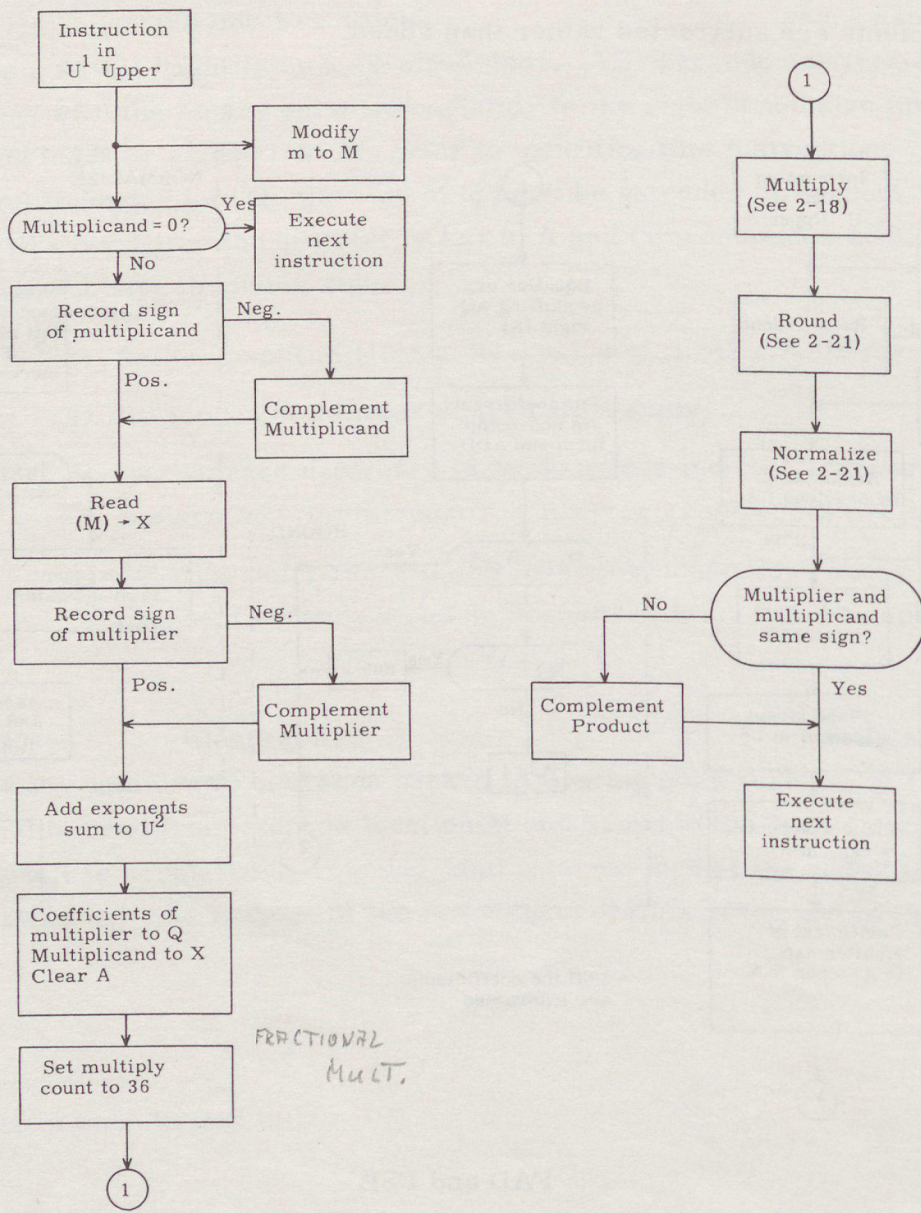 Instruction
in
U¹ Upper
Modify
m to M
Multiplicand = 0?
Yes
Execute
next
instruction
No
Record sign
of multiplicand
Neg.
Pos.
Complement
Multiplicand
Read
(M) → X
Record sign
of multiplier
Neg.
Pos.
Complement
Multiplier
Add exponents
sum to U²
Coefficients of
multiplier to Q
Multiplicand to X
Clear A
Set multiply
count to 36
FRACTIONAL
MULT.
1
1
Multiply
(See 2-18)
Round
(See 2-21)
Normalize
(See 2-21)
Multiplier and
multiplicand
same sign?
No
Yes
Complement
Product
Execute
next
instruction